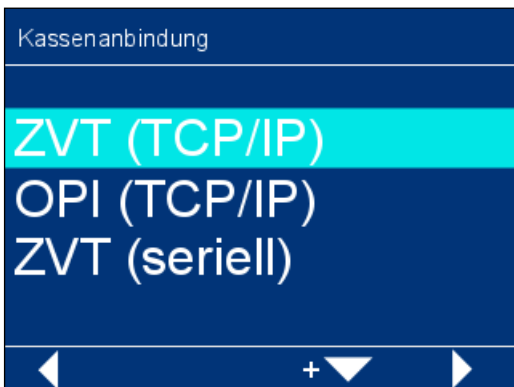 Kassenanbindung
ZVT (TCP/IP)
OPI (TCP/IP)
ZVT (seriell)
+